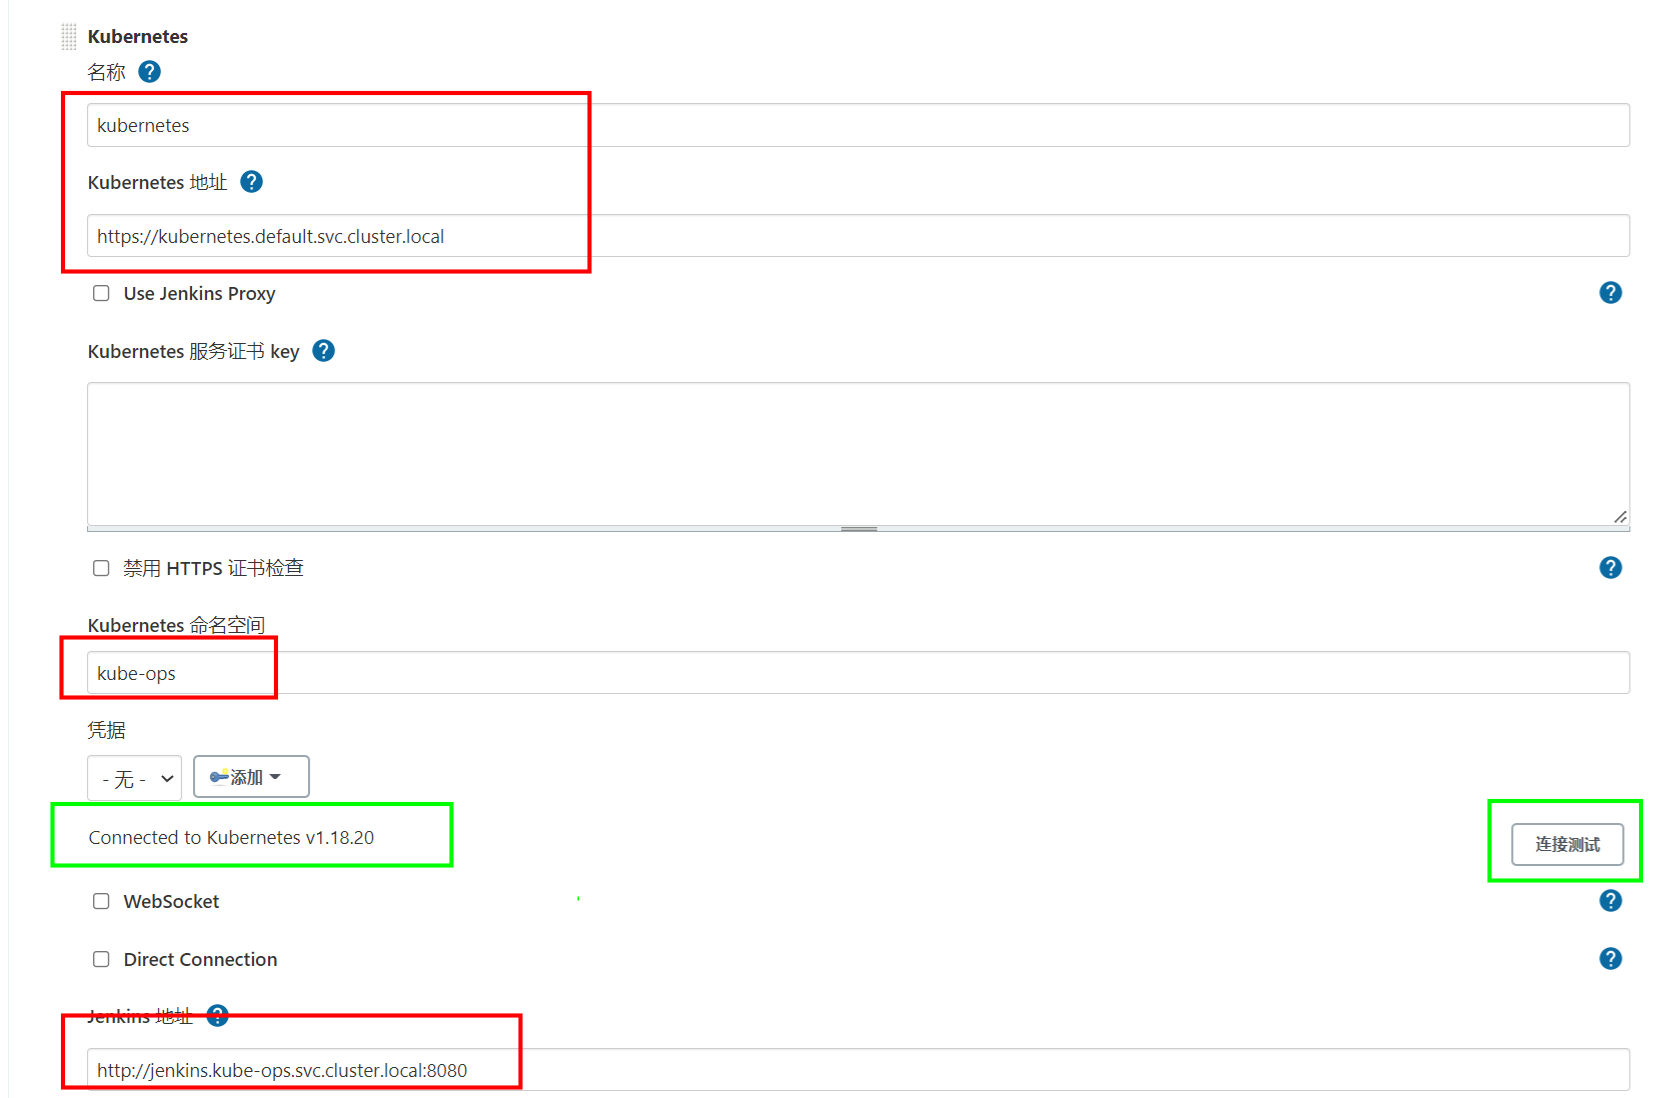 Kubernetes
名称 ?
kubernetes
Kubernetes 地址 ?
https://kubernetes.default.svc.cluster.local
Use Jenkins Proxy ?
Kubernetes 服务证书 key ?
禁用 HTTPS 证书检查 ?
Kubernetes 命名空间
kube-ops
凭据
- 无 - 添加
Connected to Kubernetes v1.18.20
连接测试
WebSocket ?
Direct Connection ?
Jenkins 地址 ?
http://jenkins.kube-ops.svc.cluster.local:8080